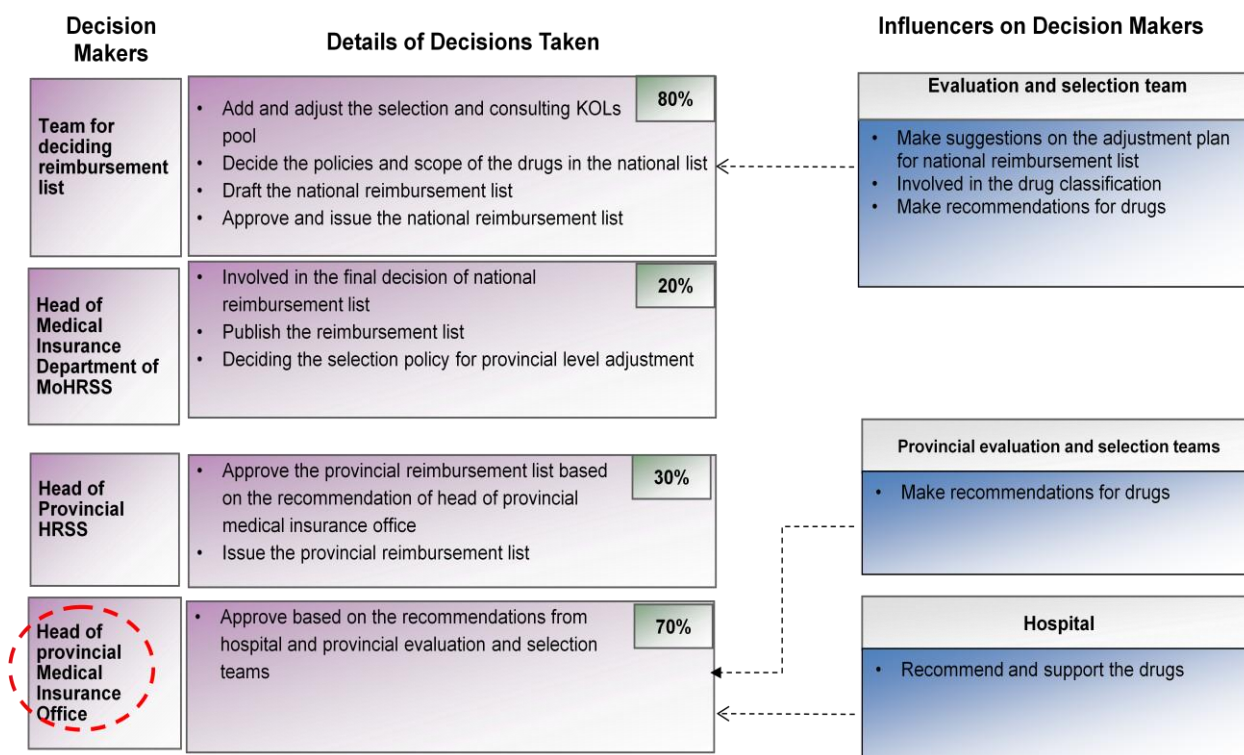 Decision
Makers
Details of Decisions Taken
Influencers on Decision Makers
Team for
deciding
reimbursement
list
80%
• Add and adjust the selection and consulting KOLs
pool
• Decide the policies and scope of the drugs in the national list
• Draft the national reimbursement list
• Approve and issue the national reimbursement list
Evaluation and selection team
• Make suggestions on the adjustment plan
for national reimbursement list
• Involved in the drug classification
• Make recommendations for drugs
Head of
Medical
Insurance
Department of
MoHRSS
20%
• Involved in the final decision of national
reimbursement list
• Publish the reimbursement list
• Deciding the selection policy for provincial level adjustment
Head of
Provincial
HRSS
30%
• Approve the provincial reimbursement list based
on the recommendation of head of provincial
medical insurance office
• Issue the provincial reimbursement list
Provincial evaluation and selection teams
• Make recommendations for drugs
Head of
provincial
Medical
Insurance
Office
70%
• Approve based on the recommendations from
hospital and provincial evaluation and selection
teams
Hospital
• Recommend and support the drugs